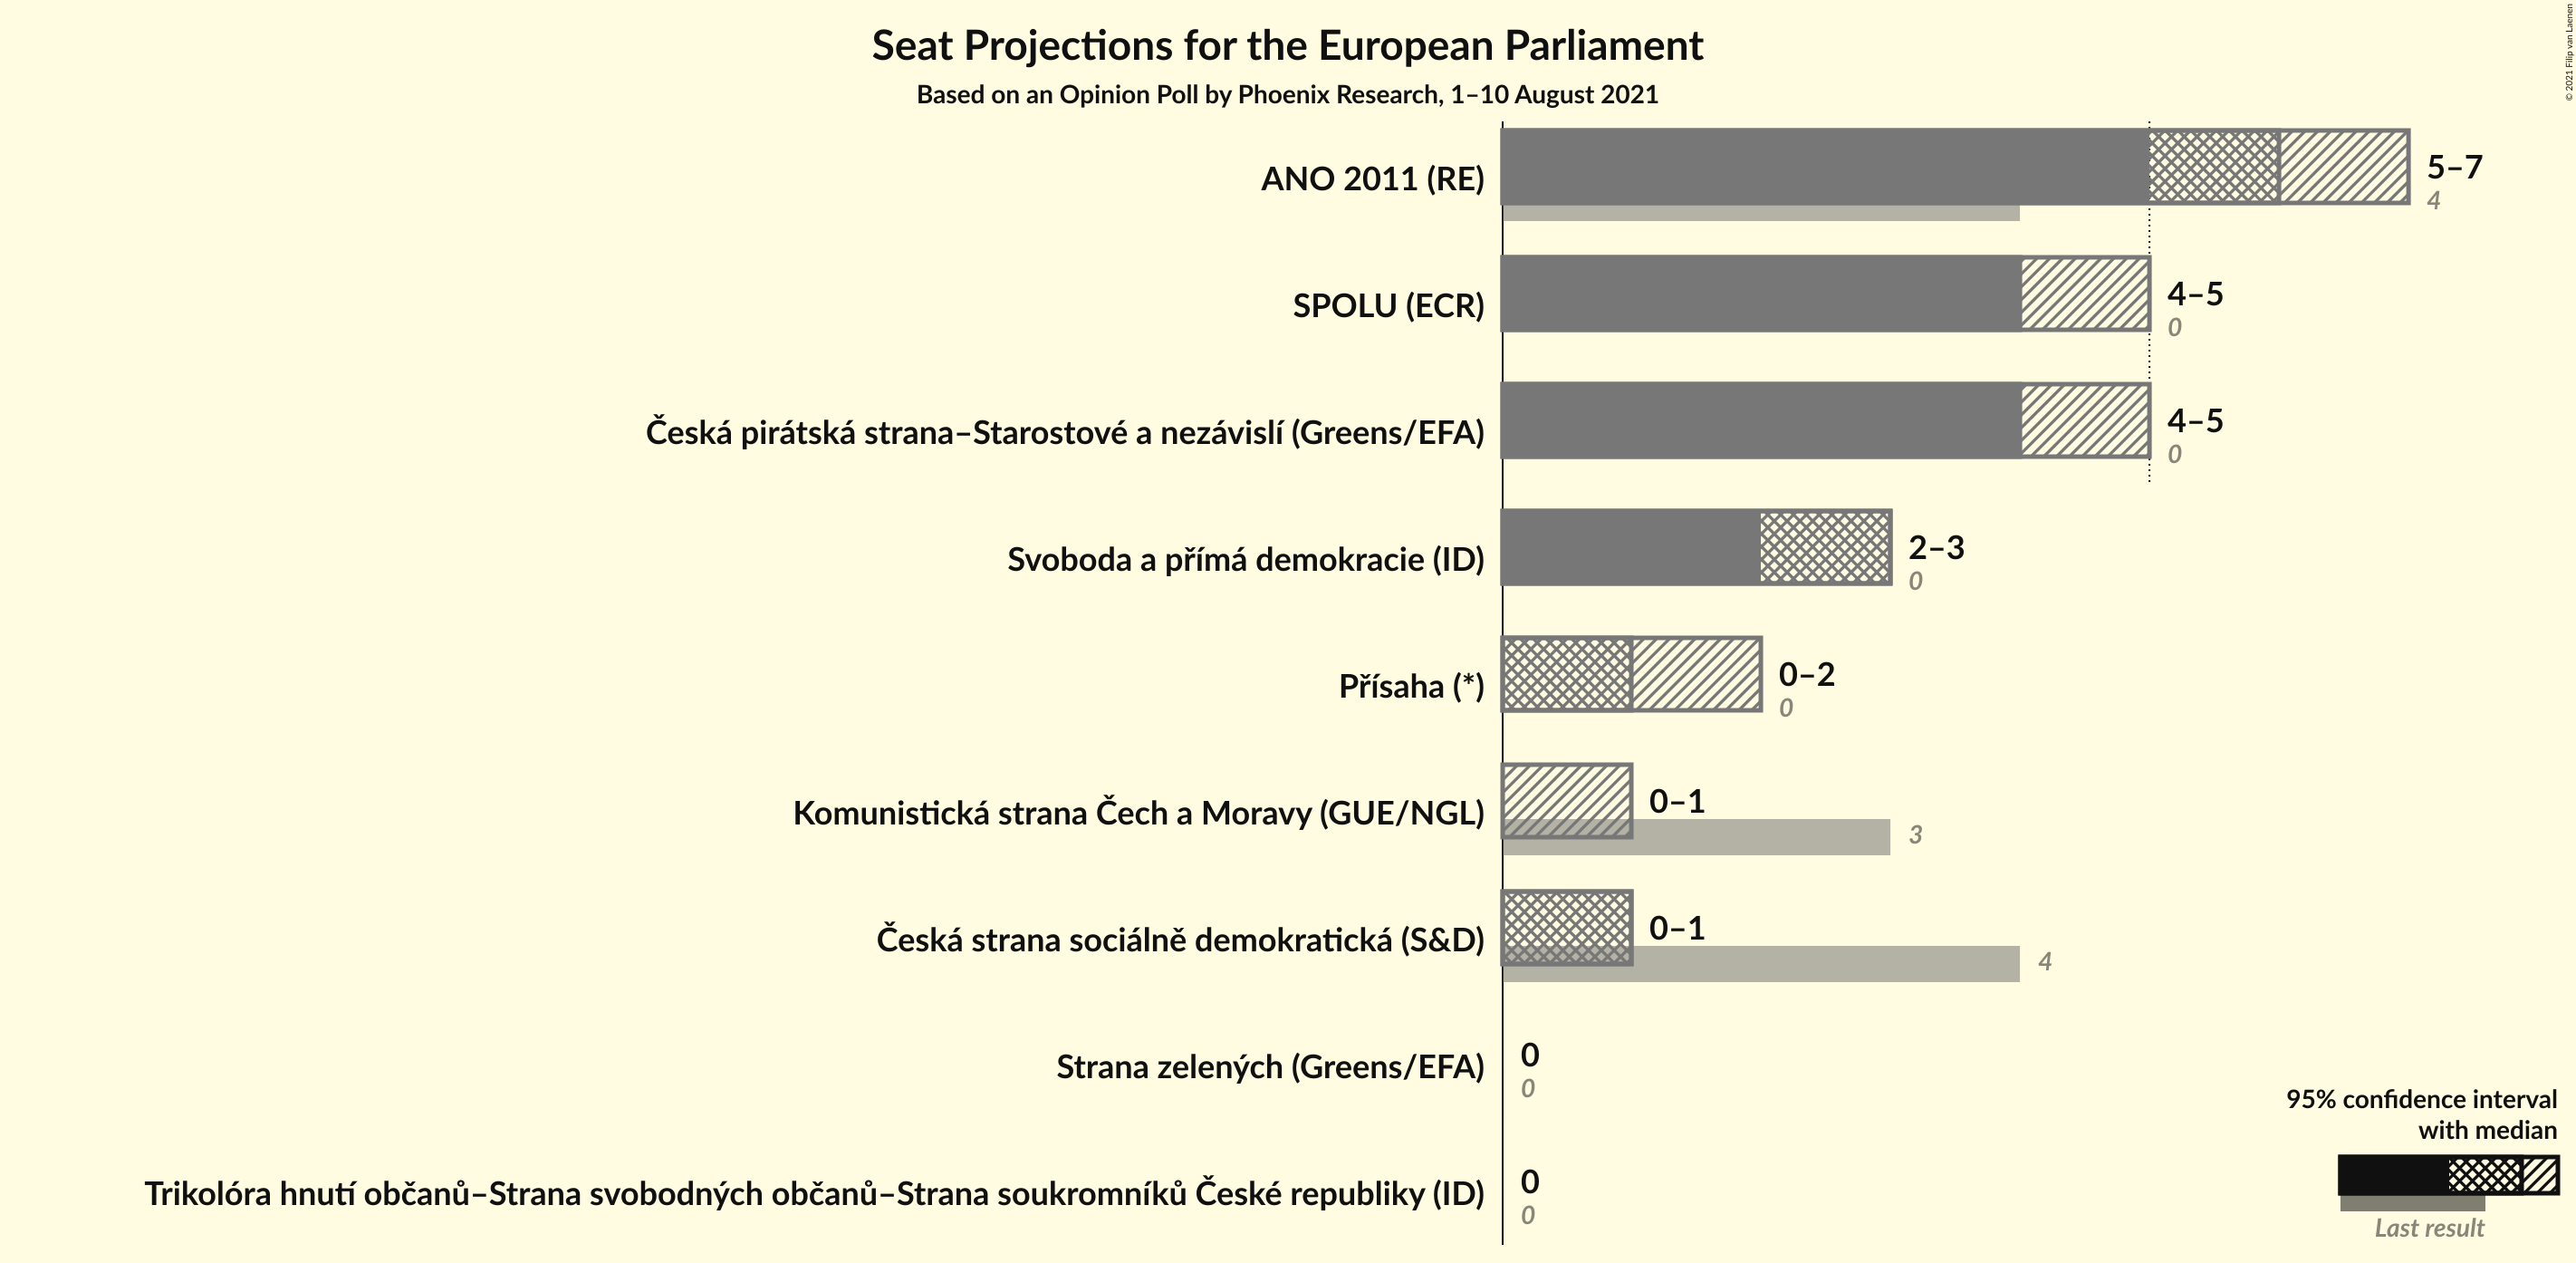 Seat Projections for the European Parliament
Based on an Opinion Poll by Phoenix Research, 1–10 August 2021
© 2021 Filip van Laenen
ANO 2011 (RE)
5–7
4
SPOLU (ECR)
4–5
0
Česká pirátská strana–Starostové a nezávislí (Greens/EFA)
4–5
0
Svoboda a přímá demokracie (ID)
2–3
0
Přísaha (*)
0–2
0
Komunistická strana Čech a Moravy (GUE/NGL)
0–1
3
Česká strana sociálně demokratická (S&D)
0–1
4
Strana zelených (Greens/EFA)
0
0
Trikolóra hnutí občanů–Strana svobodných občanů–Strana soukromníků České republiky (ID)
0
0
95% confidence interval
with median
Last result